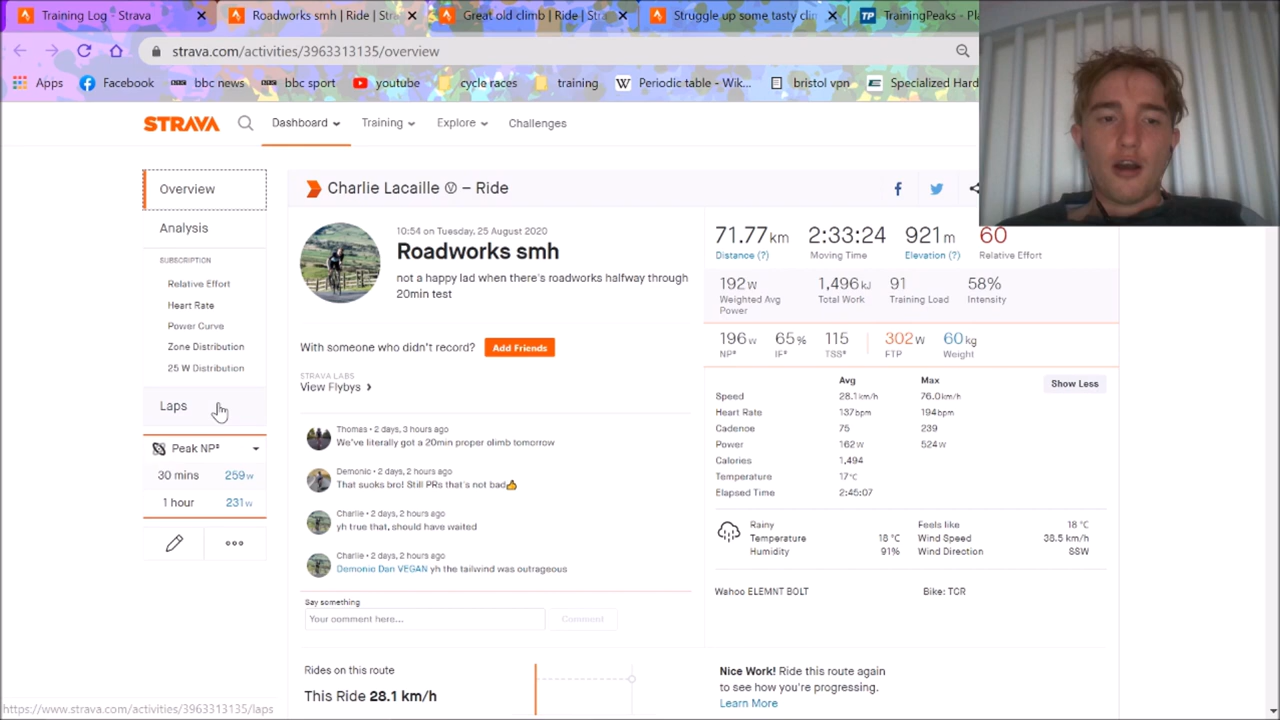 Training Log - Strava
Roadworks smh | Ride | Stra
Great old climb | Ride | Stra
Struggle up some tasty clim
TrainingPeaks - Pla
strava.com/activities/3963313135/overview
Apps
Facebook
bbc news
bbc sport
youtube
cycle races
training
Periodic table - Wik...
bristol vpn
Specialized Hard
STRAVA
Dashboard
Training
Explore
Challenges
Overview
Analysis
SUBSCRIPTION
Relative Effort
Heart Rate
Power Curve
Zone Distribution
25 W Distribution
Laps
Peak NP®
30 mins 259w
1 hour 231w
Charlie Lacaille – Ride
10:54 on Tuesday, 25 August 2020
Roadworks smh
not a happy lad when there's roadworks halfway through
20min test
With someone who didn't record? Add Friends
STRAVA LABS
View Flybys
Thomas • 2 days, 3 hours ago
We've literally got a 20min proper climb tomorrow
Demonic • 2 days, 2 hours ago
That sucks bro! Still PRs that's not bad👍
Charlie • 2 days, 2 hours ago
yh true that, should have waited
Charlie • 2 days, 2 hours ago
Demonic Dan VEGAN yh the tailwind was outrageous
Say something
Your comment here...
Comment
71.77km 2:33:24 921m 60
Distance (?) Moving Time Elevation (?) Relative Effort
192W 1,496kJ 91 58%
Weighted Avg Total Work Training Load Intensity
Power
196w 65% 115 302W 60kg
NP® IF® TSS® FTP Weight
Avg Max
Show Less
Speed 28.1km/h 76.0km/h
Heart Rate 137bpm 194bpm
Cadence 75 239
Power 162W 524W
Calories 1,494
Temperature 17℃
Elapsed Time 2:45:07
Rainy
Temperature 18 ℃
Humidity 91%
Feels like 18 ℃
Wind Speed 38.5 km/h
Wind Direction SSW
Wahoo ELEMNT BOLT
Bike: TCR
Rides on this route
This Ride 28.1 km/h
Nice Work! Ride this route again
to see how you're progressing.
Learn More
https://www.strava.com/activities/3963313135/laps